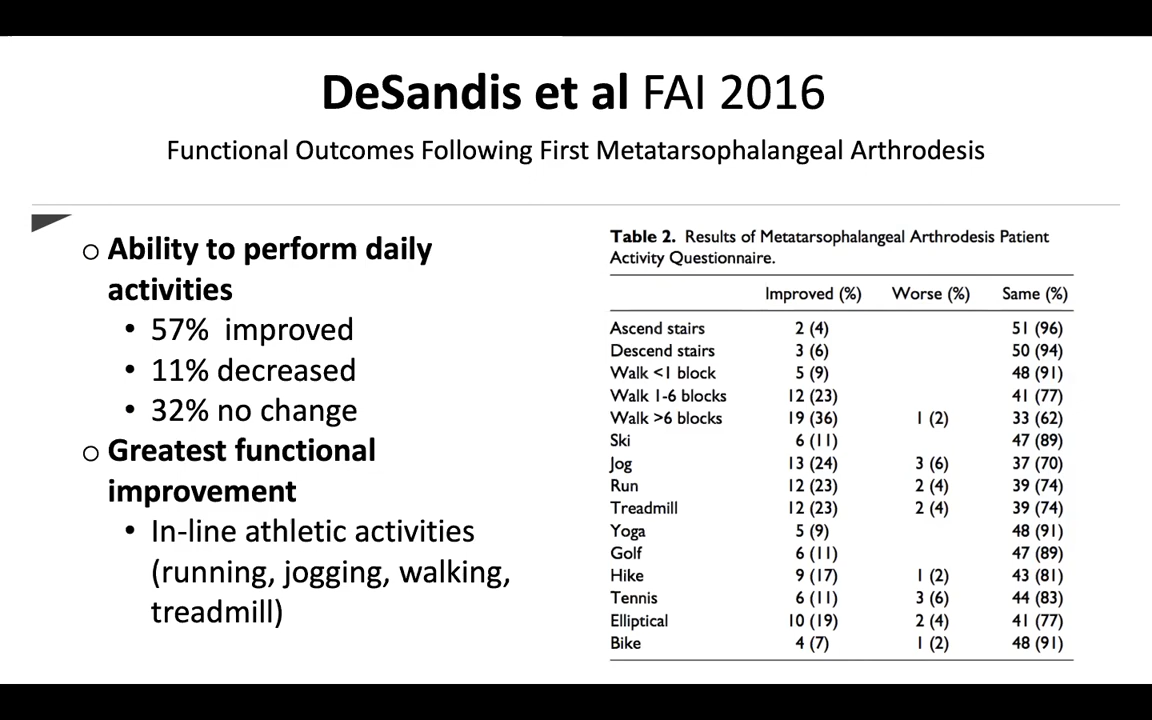 DeSandis et al FAI 2016
Functional Outcomes Following First Metatarsophalangeal Arthrodesis
o Ability to perform daily
activities
• 57% improved
• 11% decreased
• 32% no change
o Greatest functional
improvement
• In-line athletic activities
(running, jogging, walking,
treadmill)
Table 2. Results of Metatarsophalangeal Arthrodesis Patient
Activity Questionnaire.
Improved (%) Worse (%) Same (%)
Ascend stairs 2 (4) 51 (96)
Descend stairs 3 (6) 50 (94)
Walk <1 block 5 (9) 48 (91)
Walk 1-6 blocks 12 (23) 41 (77)
Walk >6 blocks 19 (36) 1 (2) 33 (62)
Ski 6 (11) 47 (89)
Jog 13 (24) 3 (6) 37 (70)
Run 12 (23) 2 (4) 39 (74)
Treadmill 12 (23) 2 (4) 39 (74)
Yoga 5 (9) 48 (91)
Golf 6 (11) 47 (89)
Hike 9 (17) 1 (2) 43 (81)
Tennis 6 (11) 3 (6) 44 (83)
Elliptical 10 (19) 2 (4) 41 (77)
Bike 4 (7) 1 (2) 48 (91)